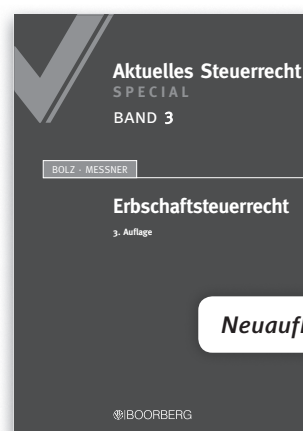 Aktuelles Steuerrecht
SPECIAL
BAND 3
BOLZ · MESSNER
Erbschaftsteuerrecht
3. Auflage
BOORBERG